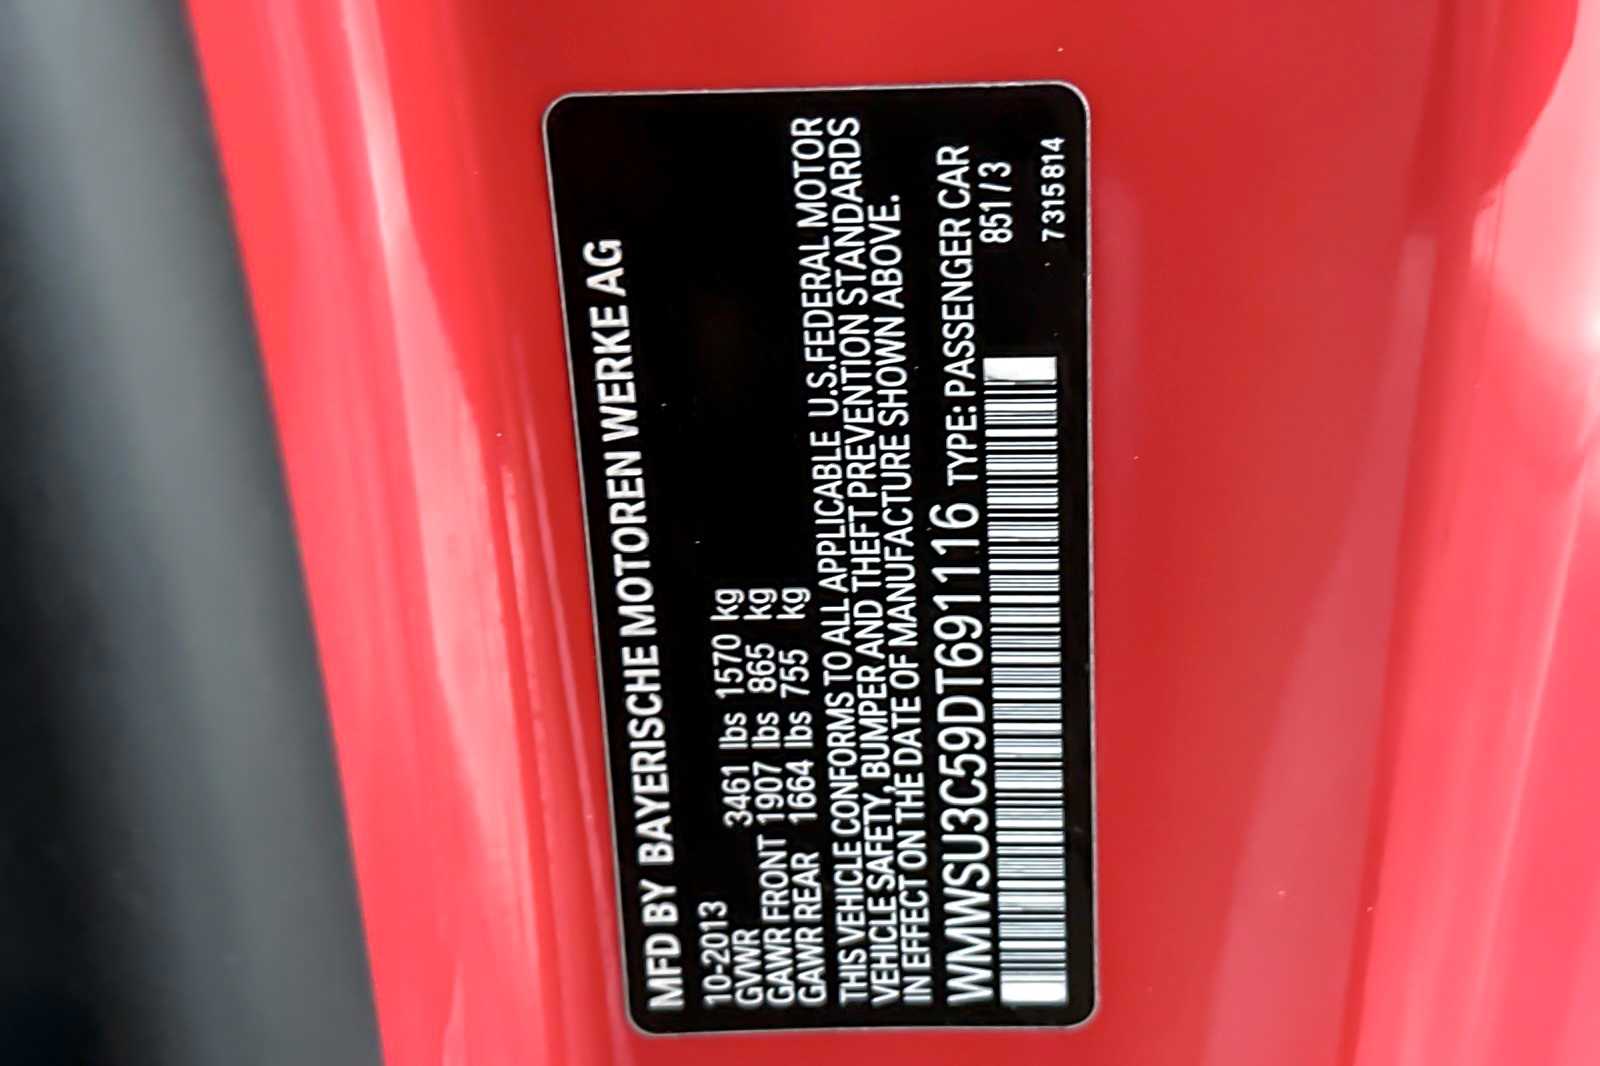 MFD BY BAYERISCHE MOTOREN WERKE AG
10-2013
GVWR 3461 lbs 1570 kg
GAWR FRONT 1907 lbs 865 kg
GAWR REAR 1664 lbs 755 kg
THIS VEHICLE CONFORMS TO ALL APPLICABLE U.S.FEDERAL MOTOR
VEHICLE SAFETY, BUMPER AND THEFT PREVENTION STANDARDS
IN EFFECT ON THE DATE OF MANUFACTURE SHOWN ABOVE.
WMWSU3C59DT691116 TYPE: PASSENGER CAR
851/3
7315814